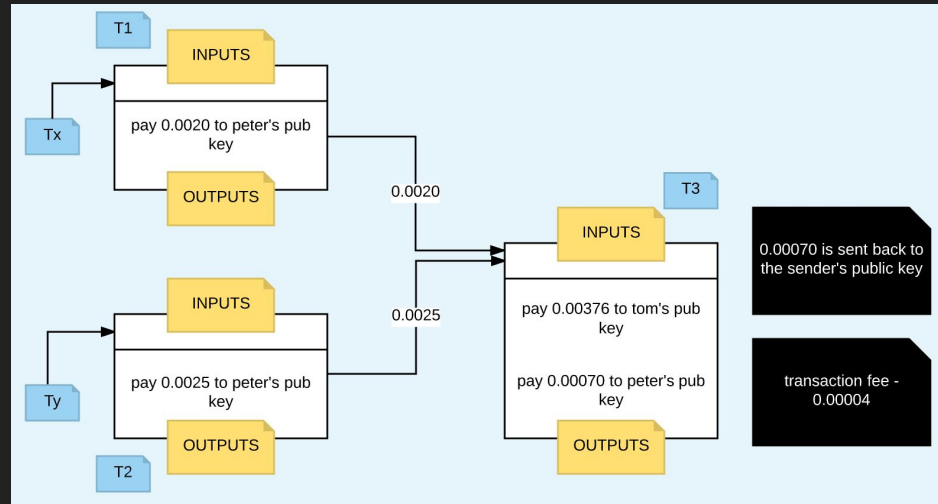 T1
INPUTS
Tx
pay 0.0020 to peter's pub
key
OUTPUTS
0.0020
T3
INPUTS
0.00070 is sent back to
the sender's public key
pay 0.00376 to tom's pub
key
pay 0.00070 to peter's pub
key
OUTPUTS
transaction fee -
0.00004
INPUTS
0.0025
Ty
pay 0.0025 to peter's pub
key
OUTPUTS
T2